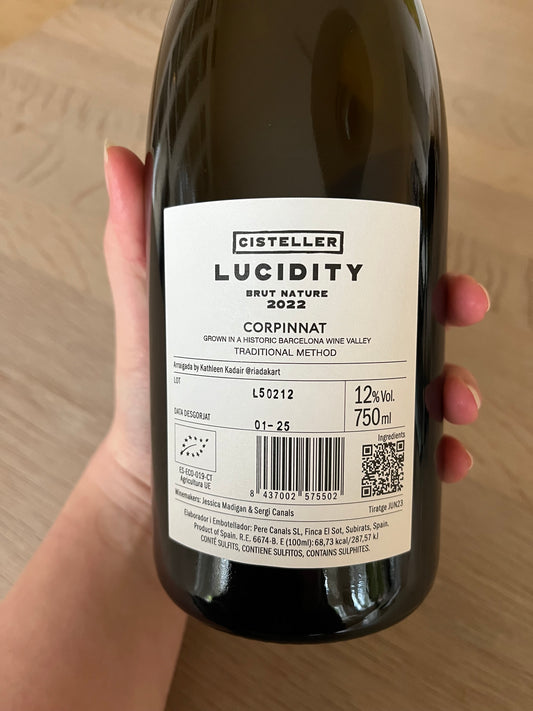 CISTELLER
LUCIDITY
BRUT NATURE
2022
CORPINNAT
GROWN IN A HISTORIC BARCELONA WINE VALLEY
TRADITIONAL METHOD
Arraigada by Kathleen Kadair @riadakart
LOT
L50212
DATA DESGORJAT
01-25
12% Vol.
750 ml
Ingredients
ES-ECO-019-CT
Agricultura UE
8 437002 575502
Tiratge JUN23
Winemakers: Jessica Madigan & Sergi Canals
Elaborador i Embotellador: Pere Canals SL, Finca El Sot, Subirats, Spain.
Product of Spain. R.E. 6674-B. E (100ml): 68,73 kcal/287,57 kJ
CONTÉ SULFITS, CONTIENE SULFITOS, CONTAINS SULPHITES.